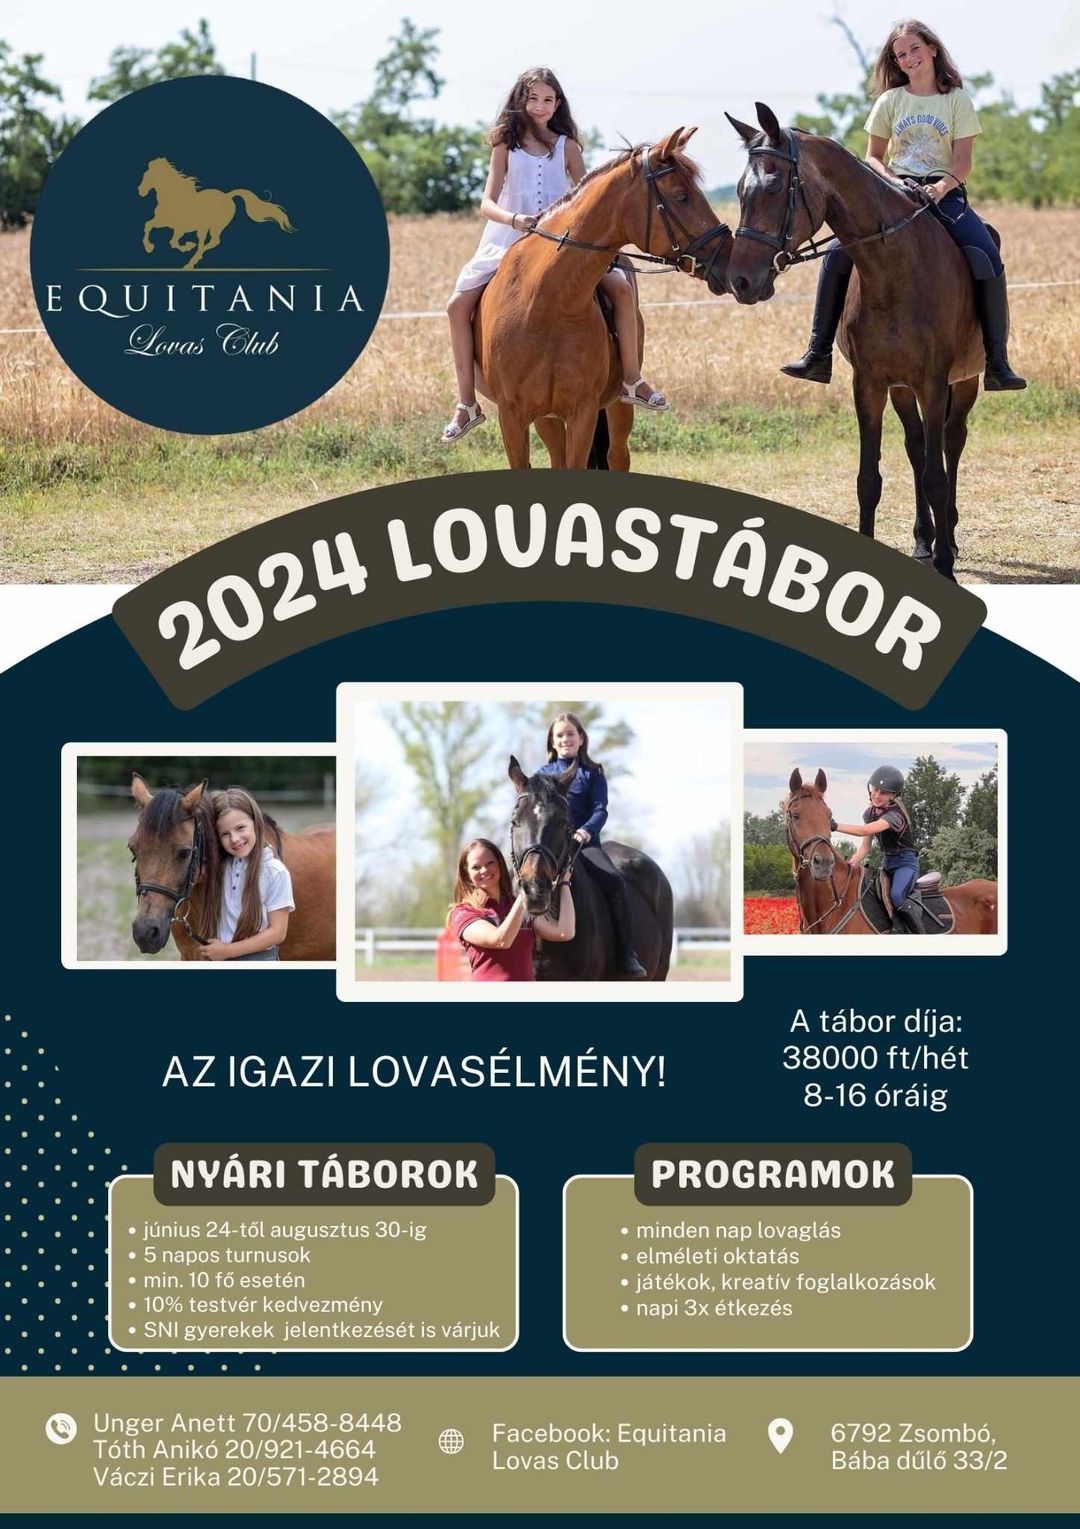 EQUITANIA
Lovas Club
ALWAYS GOOD VIBES
2024 LOVASTÁBOR
A tábor díja:
38000 ft/hét
8-16 óráig
AZ IGAZI LOVASÉLMÉNY!
NYÁRI TÁBOROK
• június 24-től augusztus 30-ig
• 5 napos turnusok
• min. 10 fő esetén
• 10% testvér kedvezmény
• SNI gyerekek jelentkezését is várjuk
PROGRAMOK
• minden nap lovaglás
• elméleti oktatás
• játékok, kreatív foglalkozások
• napi 3x étkezés
Unger Anett 70/458-8448
Tóth Anikó 20/921-4664
Váczi Erika 20/571-2894
Facebook: Equitania
Lovas Club
6792 Zsombó,
Bába dűlő 33/2